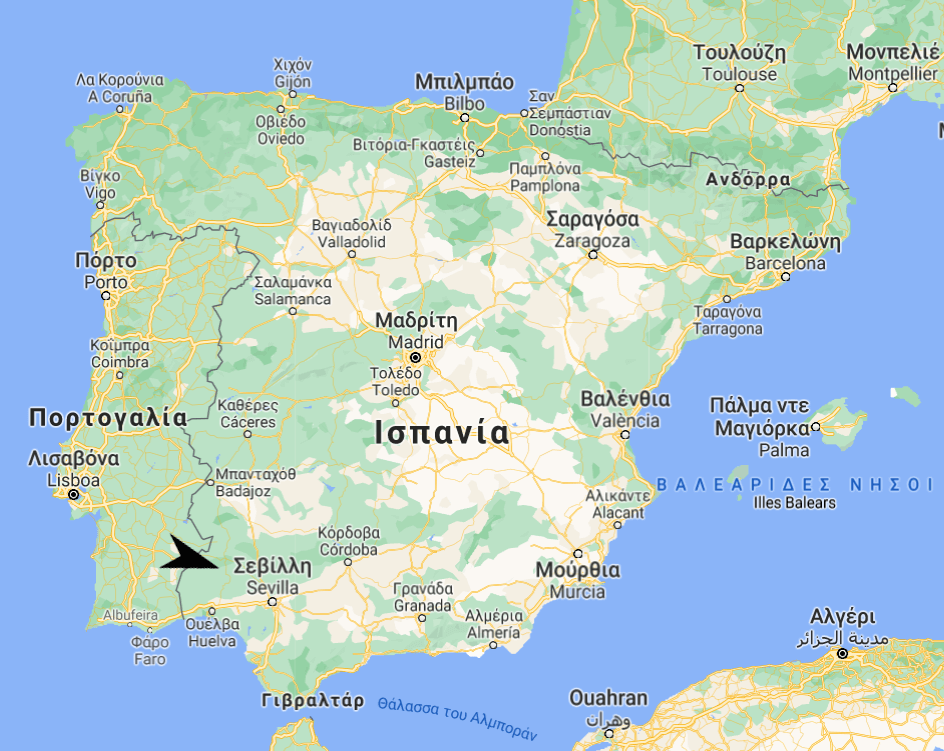 Τουλούζη
Toulouse
Μονπελιέ
Montpellier
Χιχόν
Gijón
Λα Κορούνια
A Coruña
Μπιλμπάο
Bilbo
Σαν
Σεμπάστιαν
Donostia
Οβιέδο
Oviedo
Βιτόρια-Γκαστέις
Gasteiz
Παμπλόνα
Pamplona
Βίγκο
Vigo
Ανδόρρα
Βαγιαδολίδ
Valladolid
Σαραγόσα
Zaragoza
Βαρκελώνη
Barcelona
Πόρτο
Porto
Σαλαμάνκα
Salamanca
Ταραγόνα
Tarragona
Μαδρίτη
Madrid
Κοΐμπρα
Coimbra
Τολέδο
Toledo
Καθέρες
Cáceres
Πορτογαλία
Ισπανία
Βαλένθια
València
Πάλμα ντε
Μαγιόρκα
Palma
Λισαβόνα
Lisboa
Μπανταχόθ
Badajoz
ΒΑΛΕΑΡΙΔΕΣ ΝΗΣΟΙ
Illes Balears
Αλικάντε
Alacant
Κόρδοβα
Córdoba
Σεβίλλη
Sevilla
Μούρθια
Murcia
Γρανάδα
Granada
Αλμέρια
Almería
Albufeira
Φάρο
Faro
Ουέλβα
Huelva
Αλγέρι
مدينة الجزائر
Γιβραλτάρ
Θάλασσα του Αλμποράν
Ouahran
وهران